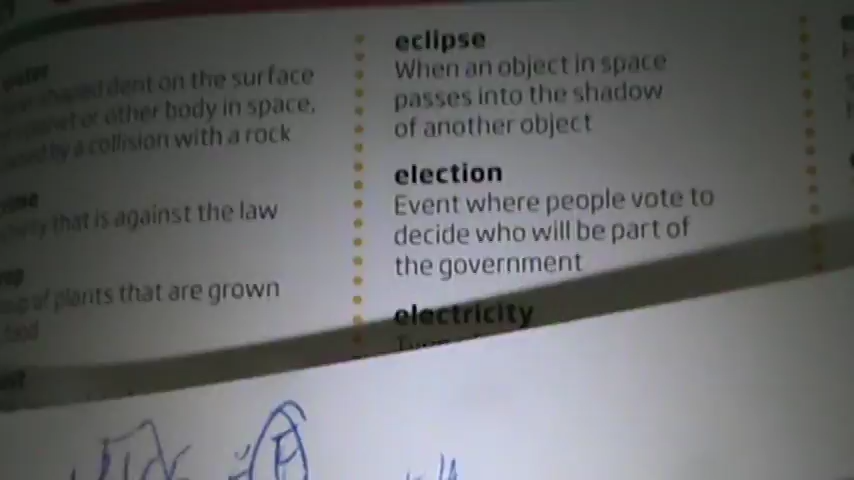 dent on the surface
or other body in space,
by a collision with a rock
that is against the law
of plants that are grown
food
eclipse
When an object in space
passes into the shadow
of another object
election
Event where people vote to
decide who will be part of
the government
electricity